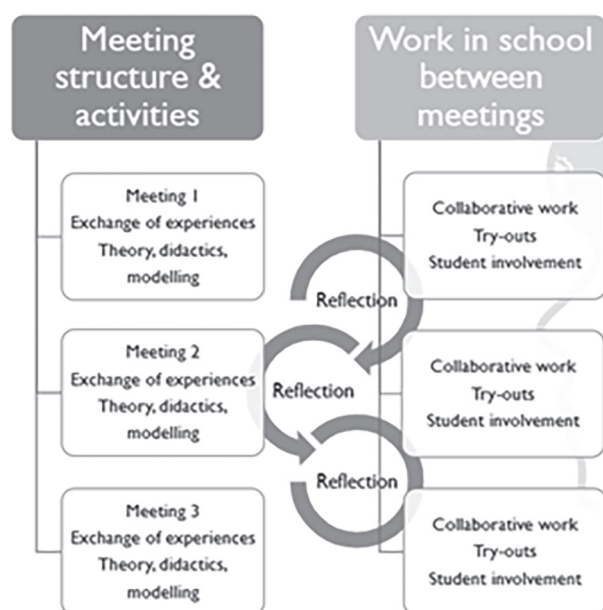 Meeting
structure &
activities
Meeting 1
Exchange of experiences
Theory, didactics,
modelling
Meeting 2
Exchange of experiences
Theory, didactics,
modelling
Meeting 3
Exchange of experiences
Theory, didactics,
modelling
Reflection
Reflection
Reflection
Work in school
between
meetings
Collaborative work
Try-outs
Student involvement
Collaborative work
Try-outs
Student involvement
Collaborative work
Try-outs
Student involvement